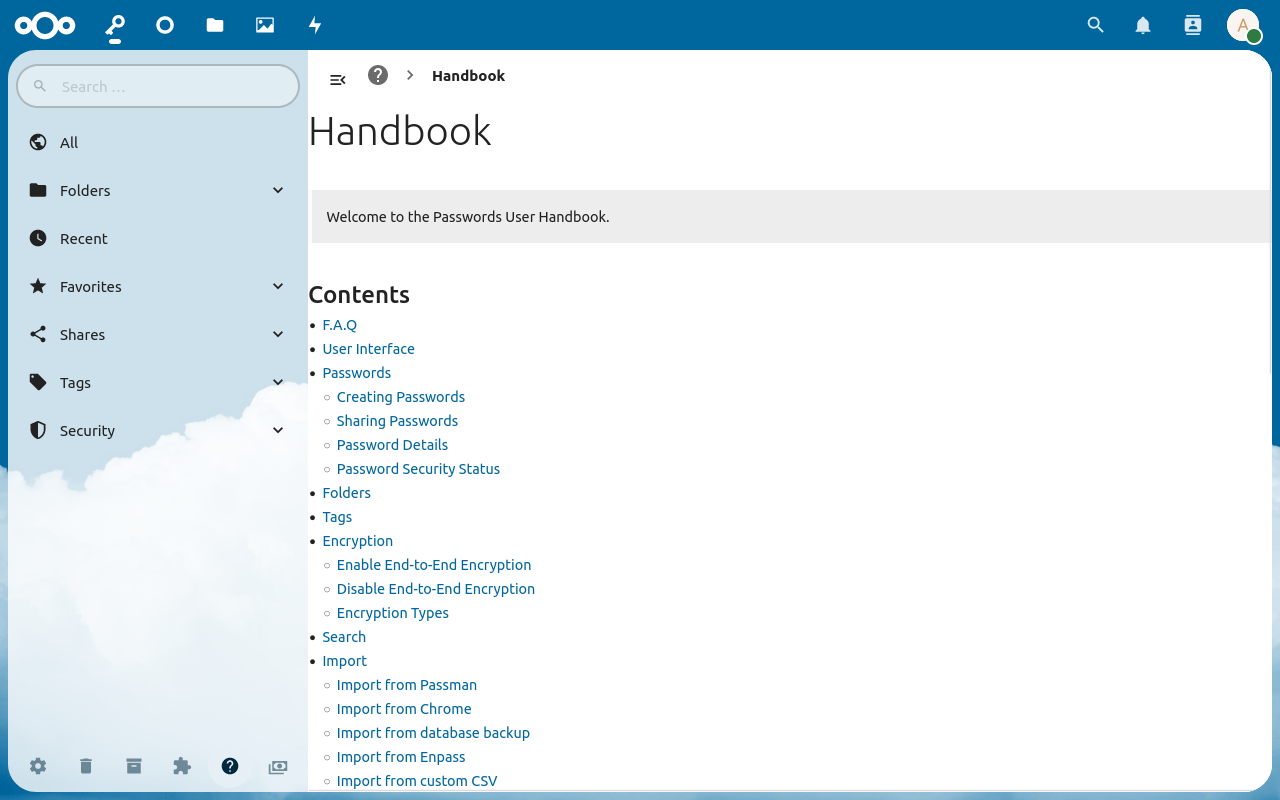 A
Search …
All
Folders
Recent
Favorites
Shares
Tags
Security
Handbook
Handbook
Welcome to the Passwords User Handbook.
Contents
F.A.Q
User Interface
Passwords
Creating Passwords
Sharing Passwords
Password Details
Password Security Status
Folders
Tags
Encryption
Enable End-to-End Encryption
Disable End-to-End Encryption
Encryption Types
Search
Import
Import from Passman
Import from Chrome
Import from database backup
Import from Enpass
Import from custom CSV